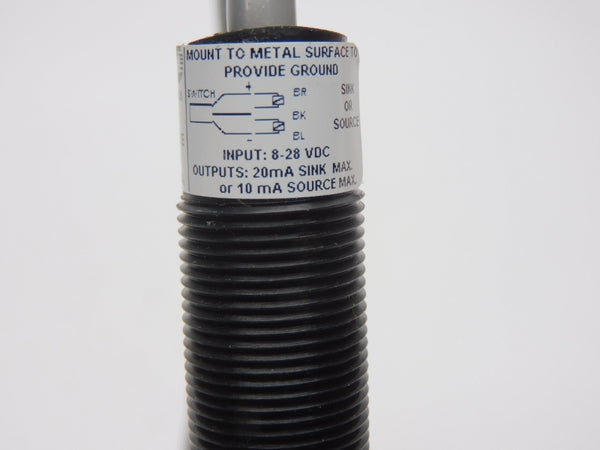 MOUNT TO METAL SURFACE TO
PROVIDE GROUND
SWITCH
+
BR
BK
-
BL
SINK
OR
SOURCE
INPUT: 8-28 VDC
OUTPUTS: 20mA SINK MAX.
or 10 mA SOURCE MAX.